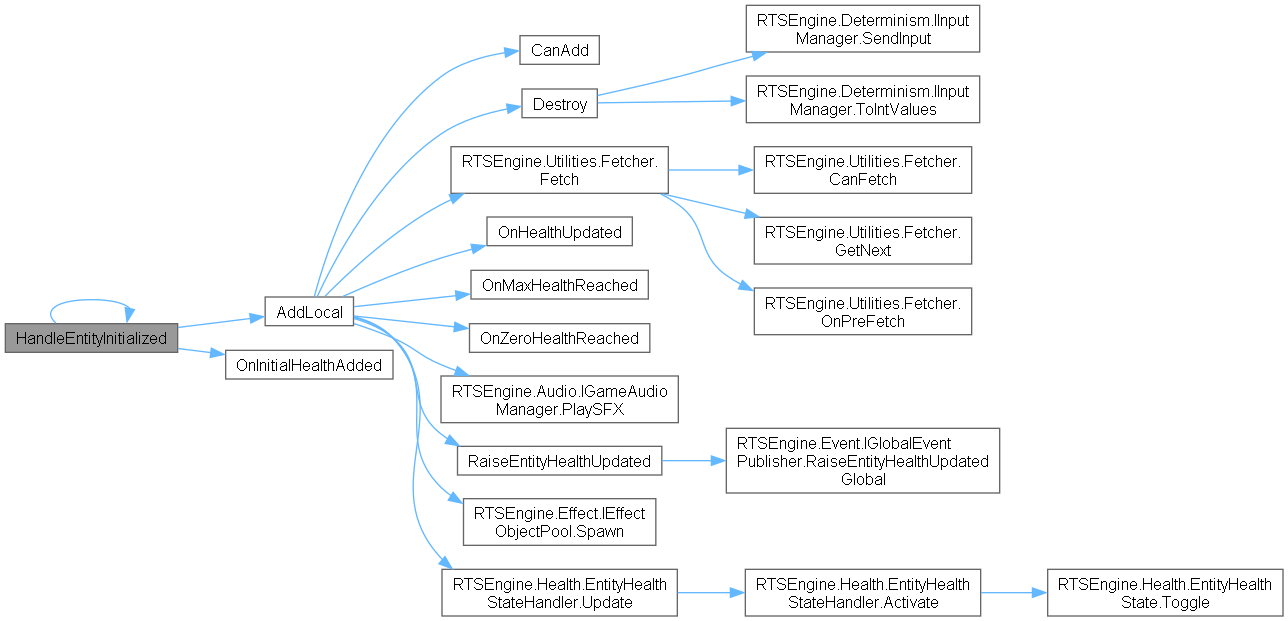 RTSEngine.Determinism.IInput
Manager.SendInput
CanAdd
RTSEngine.Determinism.IInput
Manager.ToIntValues
Destroy
RTSEngine.Utilities.Fetcher.
Fetch
RTSEngine.Utilities.Fetcher.
CanFetch
OnHealthUpdated
RTSEngine.Utilities.Fetcher.
GetNext
OnMaxHealthReached
RTSEngine.Utilities.Fetcher.
OnPreFetch
AddLocal
HandleEntityInitialized
OnZeroHealthReached
OnInitialHealthAdded
RTSEngine.Audio.IGameAudio
Manager.PlaySFX
RaiseEntityHealthUpdated
RTSEngine.Event.IGlobalEvent
Publisher.RaiseEntityHealthUpdated
Global
RTSEngine.Effect.IEffect
ObjectPool.Spawn
RTSEngine.Health.EntityHealth
StateHandler.Update
RTSEngine.Health.EntityHealth
StateHandler.Activate
RTSEngine.Health.EntityHealth
State.Toggle